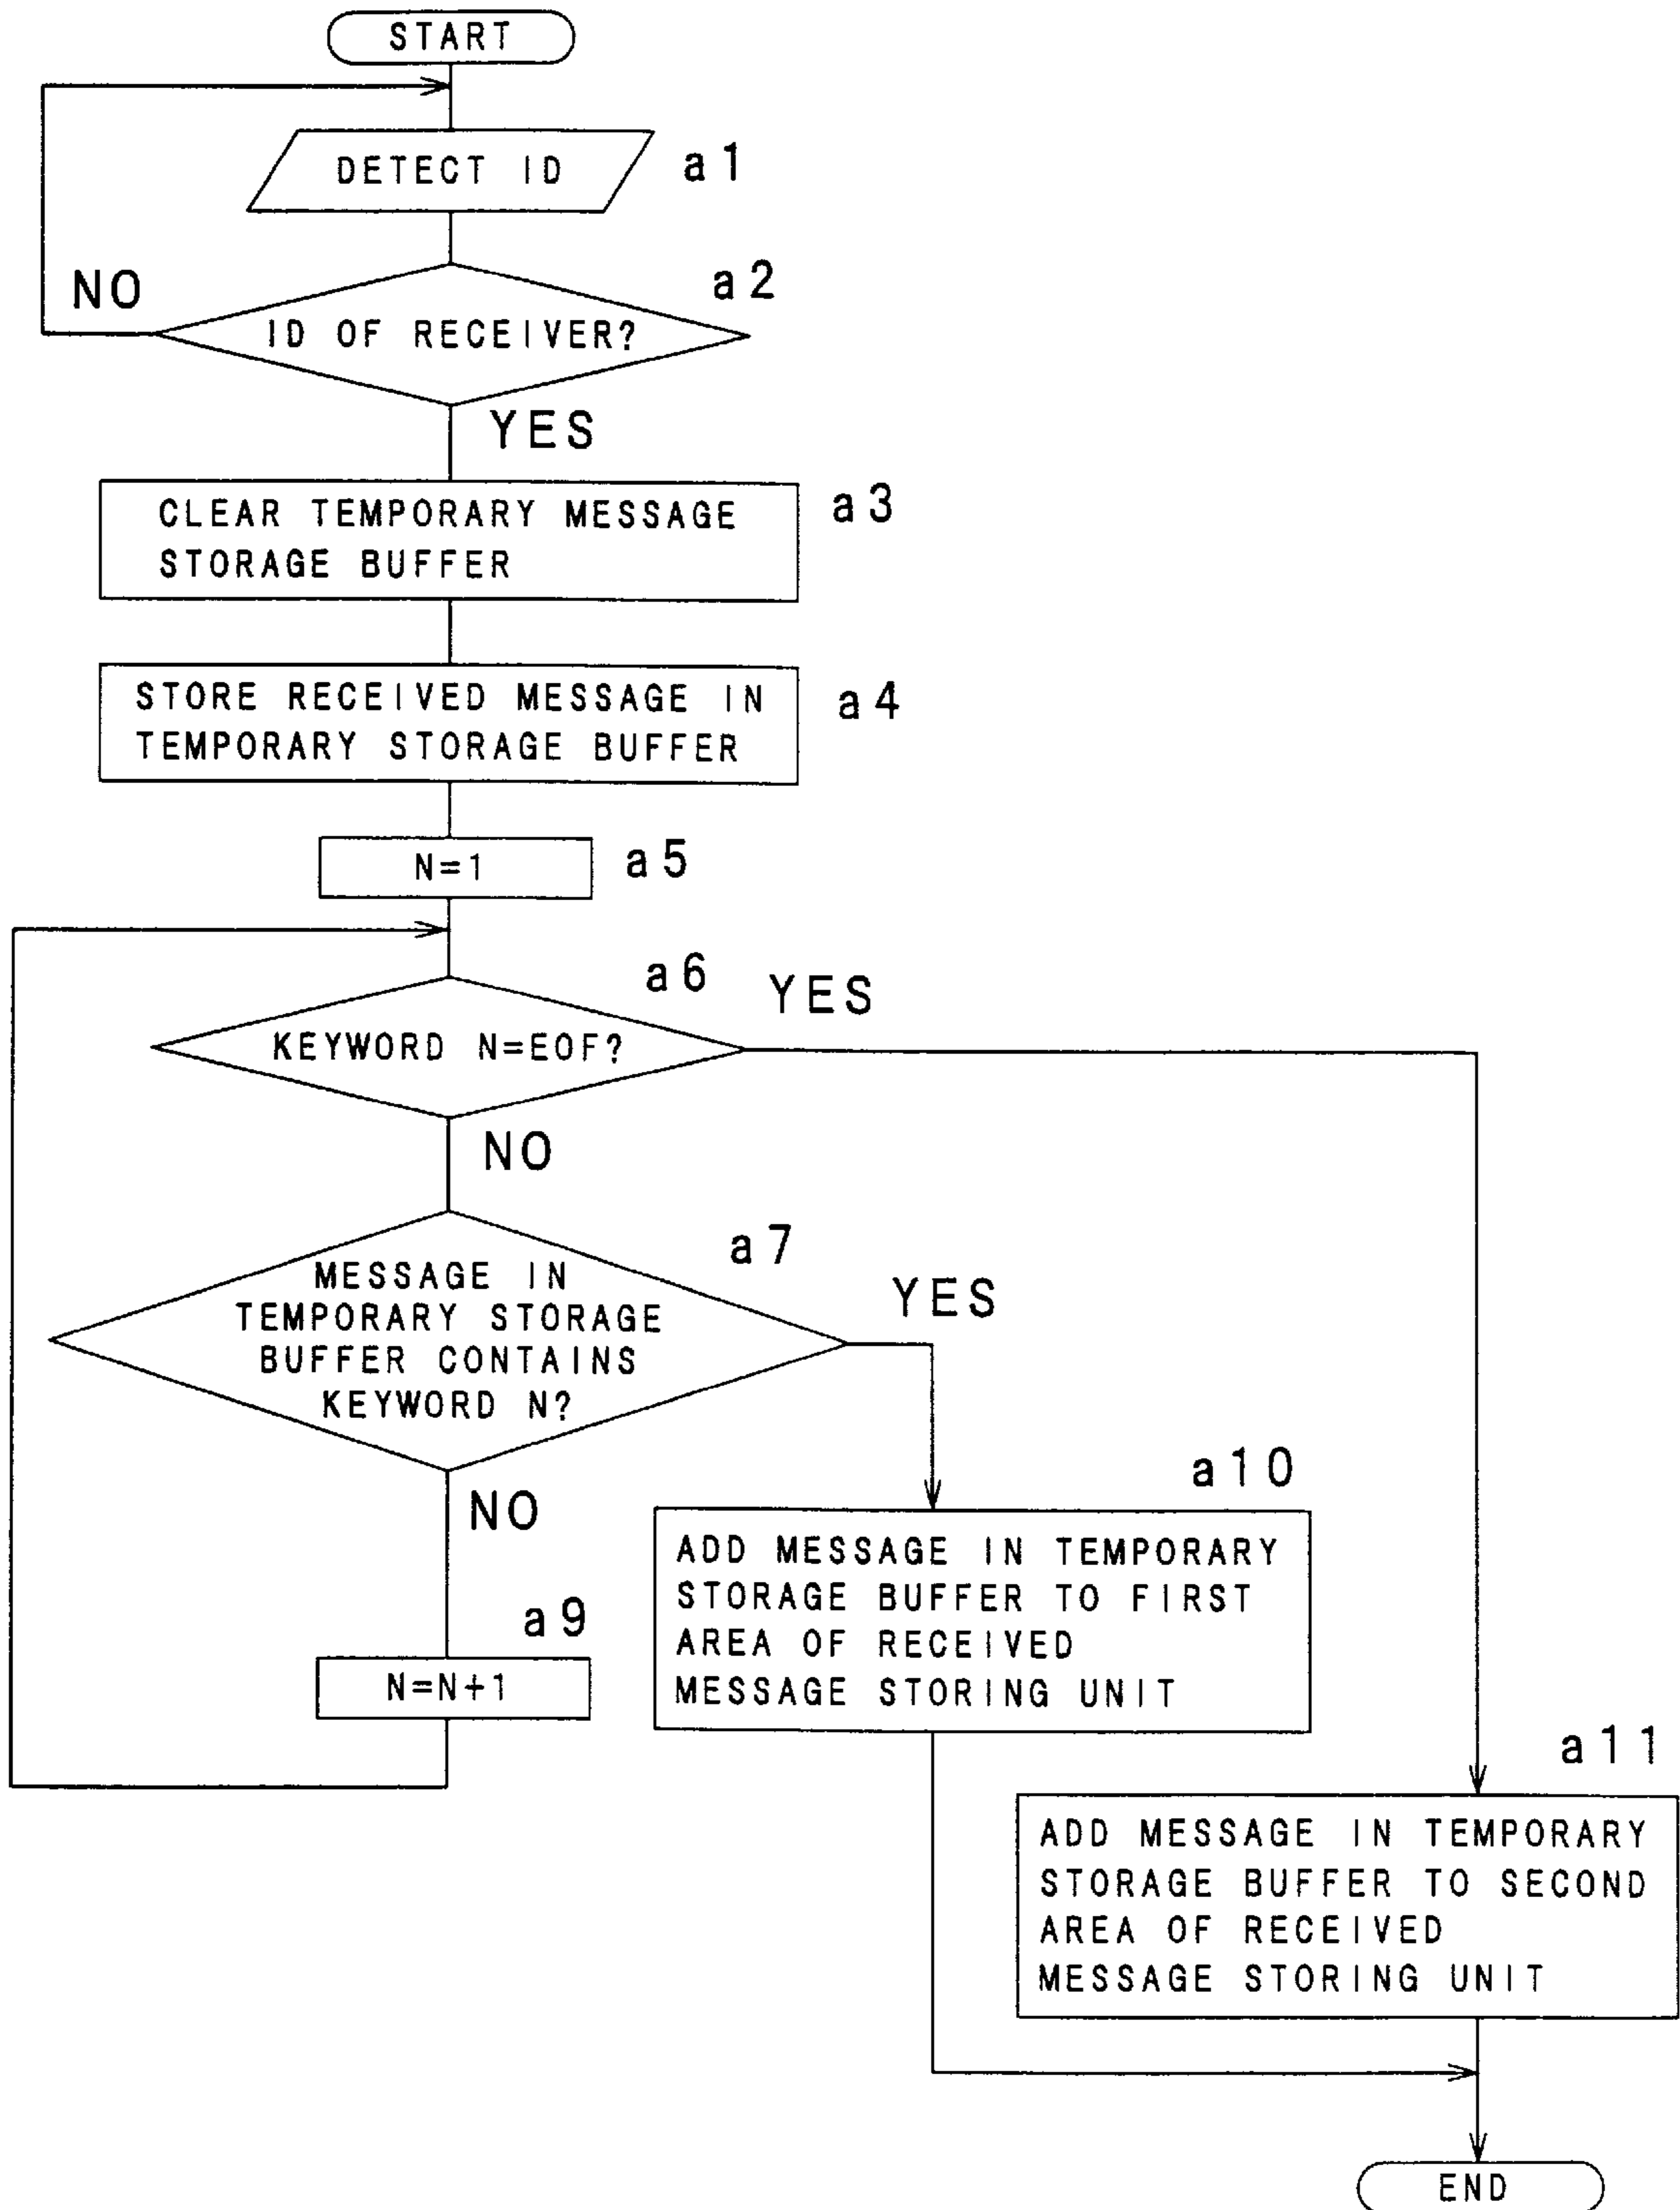 START
DETECT ID
a1
a2
NO
ID OF RECEIVER?
YES
CLEAR TEMPORARY MESSAGE
STORAGE BUFFER
a3
STORE RECEIVED MESSAGE IN
TEMPORARY STORAGE BUFFER
a4
N=1
a5
a6
YES
KEYWORD N=EOF?
NO
a7
YES
MESSAGE IN
TEMPORARY STORAGE
BUFFER CONTAINS
KEYWORD N?
NO
a10
ADD MESSAGE IN TEMPORARY
STORAGE BUFFER TO FIRST
AREA OF RECEIVED
MESSAGE STORING UNIT
a9
N=N+1
a11
ADD MESSAGE IN TEMPORARY
STORAGE BUFFER TO SECOND
AREA OF RECEIVED
MESSAGE STORING UNIT
END